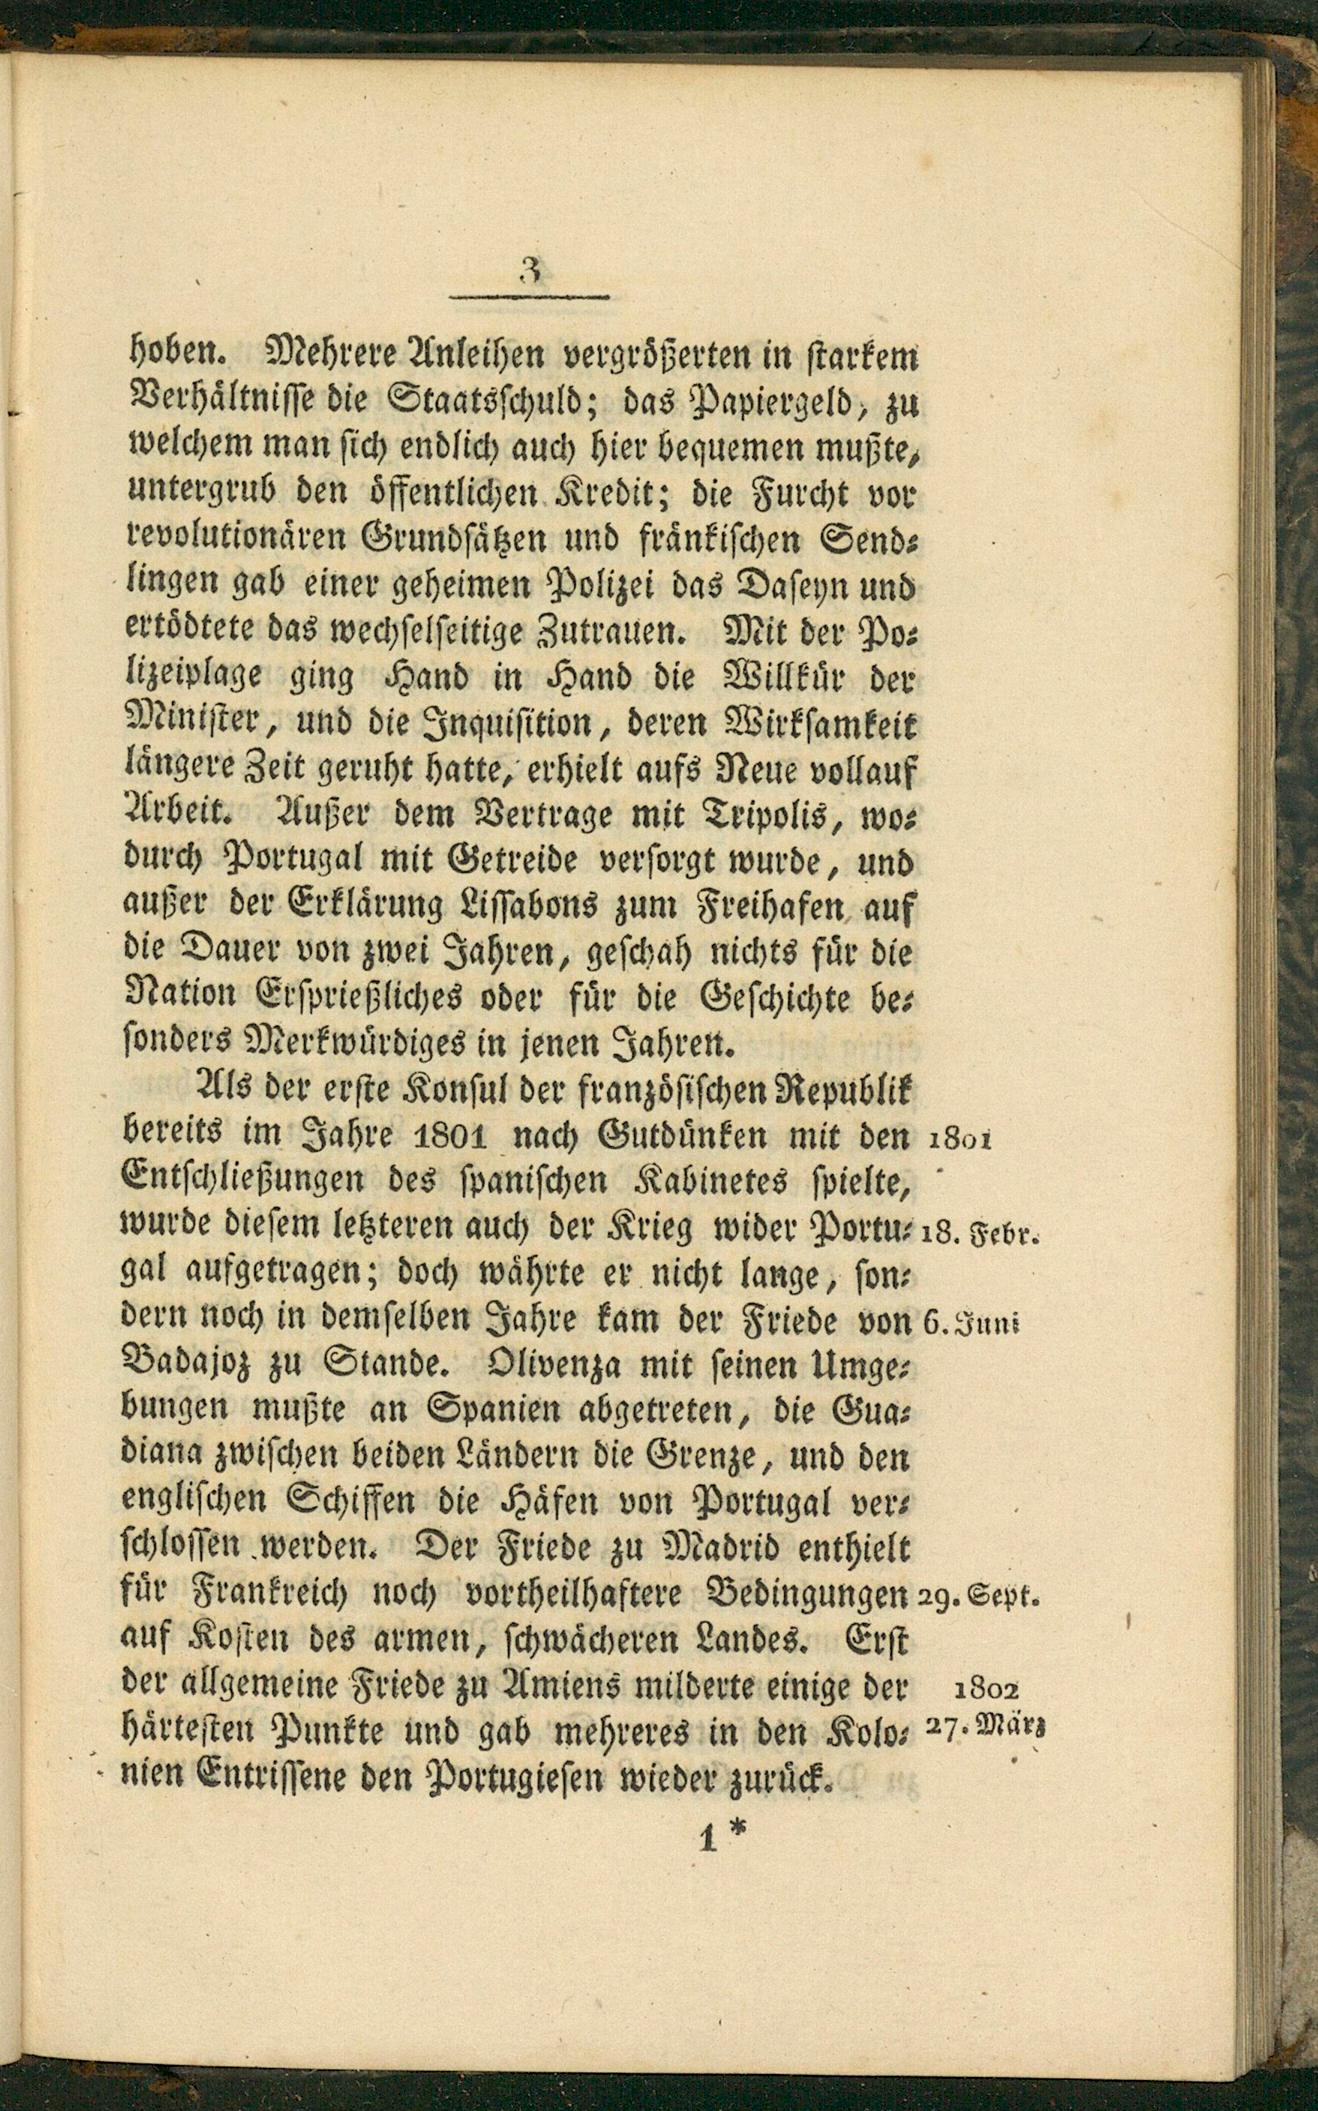 3
hoben. Mehrere Anleihen vergrößerten in starkem
Verhältnisse die Staatsschuld; das Papiergeld, zu
welchem man sich endlich auch hier bequemen mußte,
untergrub den öffentlichen Kredit; die Furcht vor
revolutionären Grundsätzen und fränkischen Send-
lingen gab einer geheimen Polizei das Daseyn und
ertödtete das wechselseitige Zutrauen. Mit der Po-
lizeiplage ging Hand in Hand die Willkür der
Minister, und die Inquisition, deren Wirksamkeit
längere Zeit geruht hatte, erhielt aufs Neue vollauf
Arbeit. Außer dem Vertrage mit Tripolis, wo-
durch Portugal mit Getreide versorgt wurde, und
außer der Erklärung Lissabons zum Freihafen auf
die Dauer von zwei Jahren, geschah nichts für die
Nation Ersprießliches oder für die Geschichte be-
sonders Merkwürdiges in jenen Jahren.
Als der erste Konsul der französischen Republik
bereits im Jahre 1801 nach Gutdünken mit den 1801
Entschließungen des spanischen Kabinetes spielte,
wurde diesem letzteren auch der Krieg wider Portu- 18. Febr.
gal aufgetragen; doch währte er nicht lange, son-
dern noch in demselben Jahre kam der Friede von 6. Juni
Badajoz zu Stande. Olivenza mit seinen Umge-
bungen mußte an Spanien abgetreten, die Gua-
diana zwischen beiden Ländern die Grenze, und den
englischen Schiffen die Häfen von Portugal ver-
schlossen werden. Der Friede zu Madrid enthielt
für Frankreich noch vortheilhaftere Bedingungen 29. Sept.
auf Kosten des armen, schwächeren Landes. Erst
der allgemeine Friede zu Amiens milderte einige der 1802
härtesten Punkte und gab mehreres in den Kolo- 27. März
nien Entrissene den Portugiesen wieder zurück.
1*